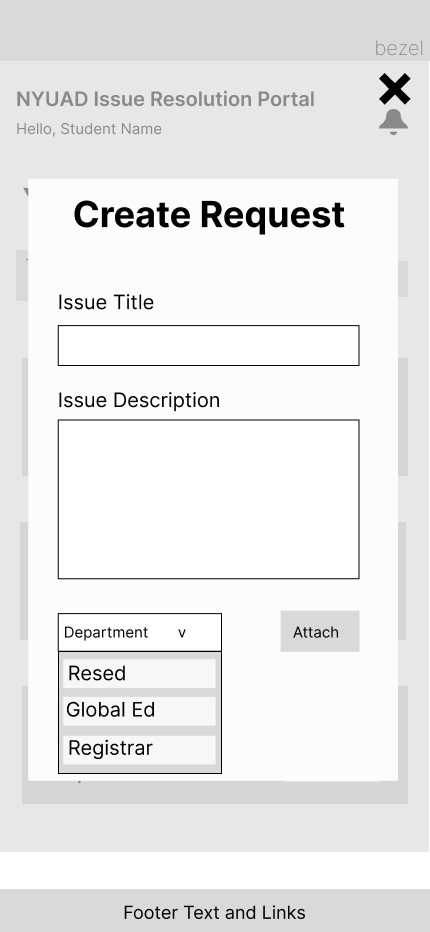 bezel
NYUAD Issue Resolution Portal
Hello, Student Name
Create Request
Issue Title
Issue Description
Department v
Attach
Resed
Global Ed
Registrar
Footer Text and Links